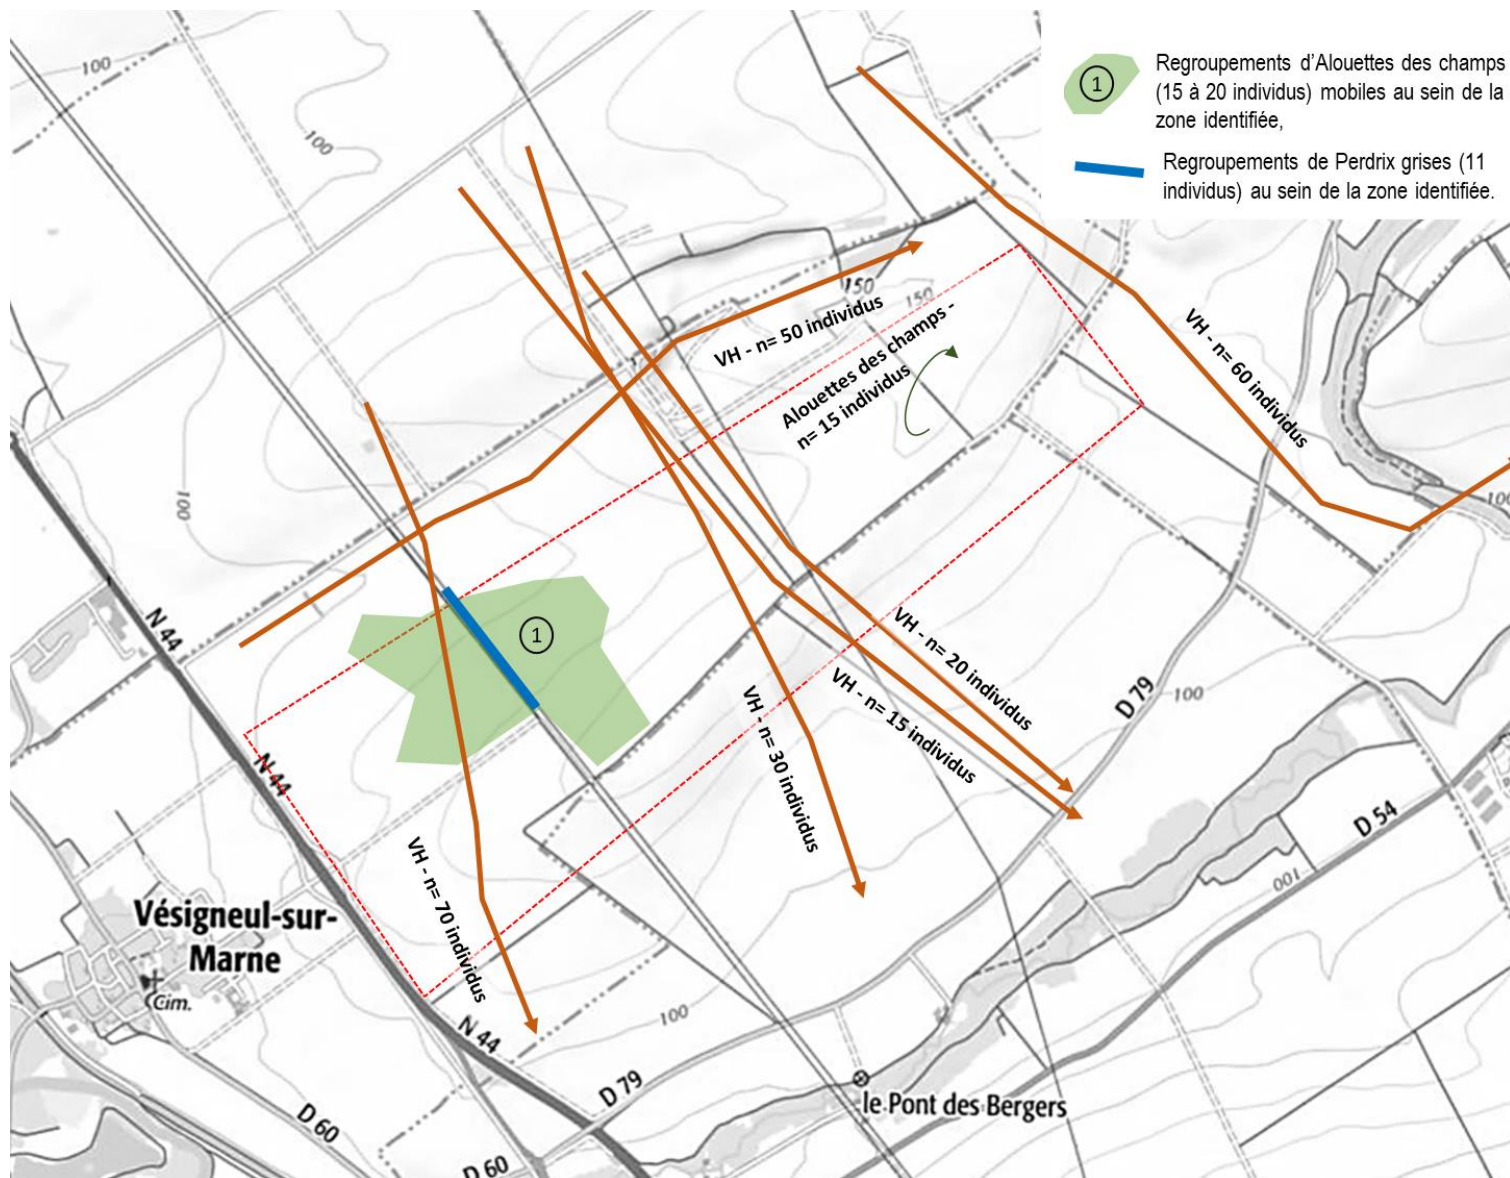 1
Regroupements d'Alouettes des champs
(15 à 20 individus) mobiles au sein de la
zone identifiée,
Regroupements de Perdrix grises (11
individus) au sein de la zone identifiée.
100
100
150
150
VH - n= 50 individus
Alouettes des champs -
n= 15 individus
VH - n= 60 individus
100
100
N 44
1
VH - n= 20 individus
VH - n= 15 individus
VH - n= 30 individus
D 79
100
N 44
D 54
VH - n= 70 individus
100
Vésigneul-sur-
Marne
Cim.
100
N 44
D 79
le Pont des Bergers
D 60
D 60